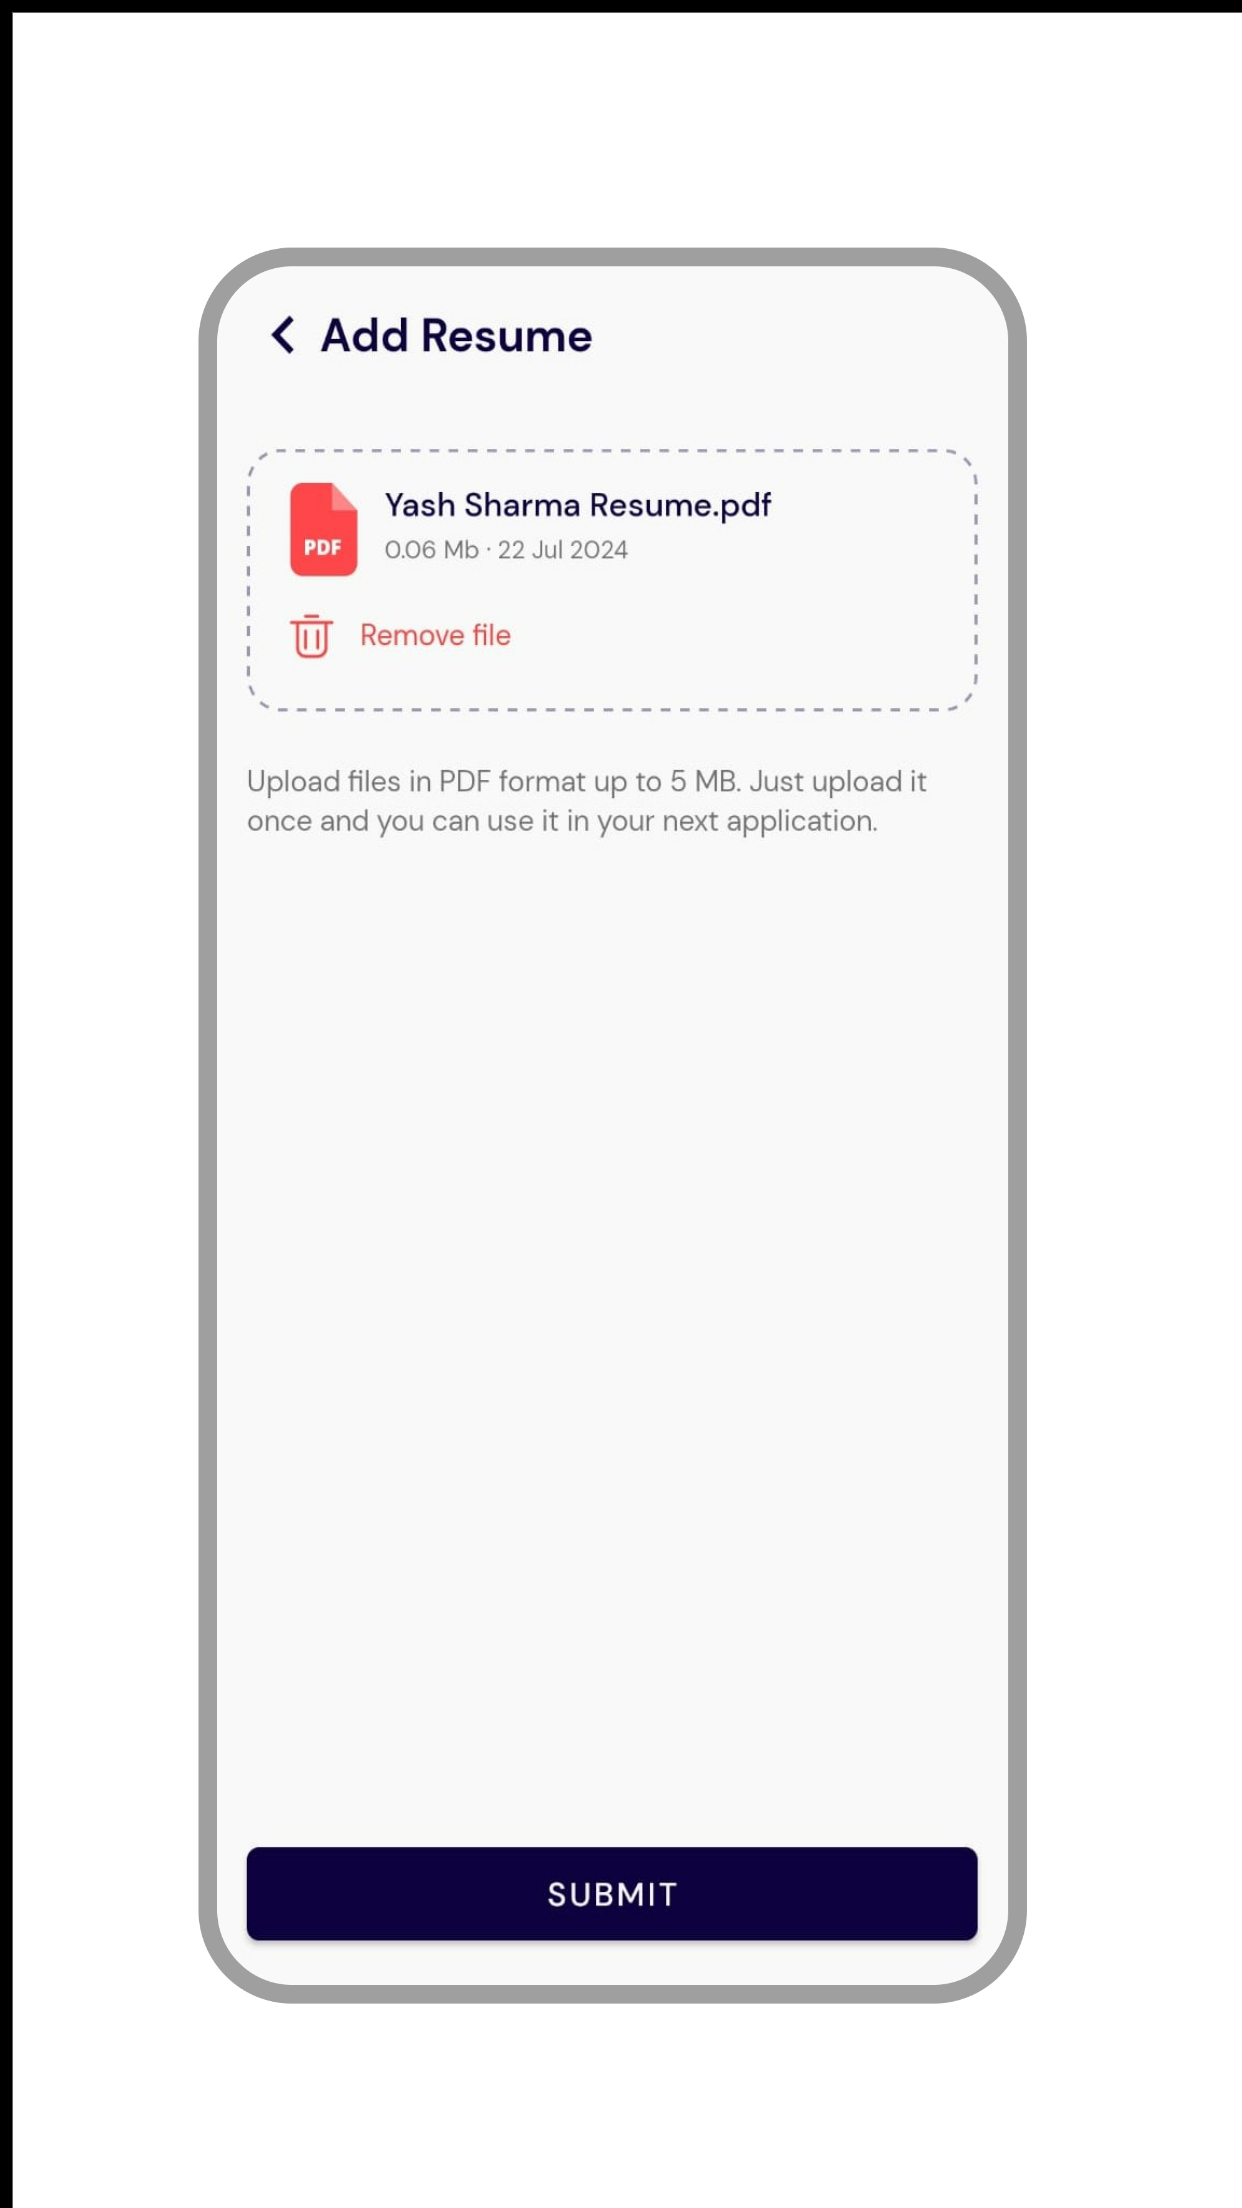 Add Resume
PDF
Yash Sharma Resume.pdf
0.06 Mb · 22 Jul 2024
Remove file
Upload files in PDF format up to 5 MB. Just upload it
once and you can use it in your next application.
SUBMIT